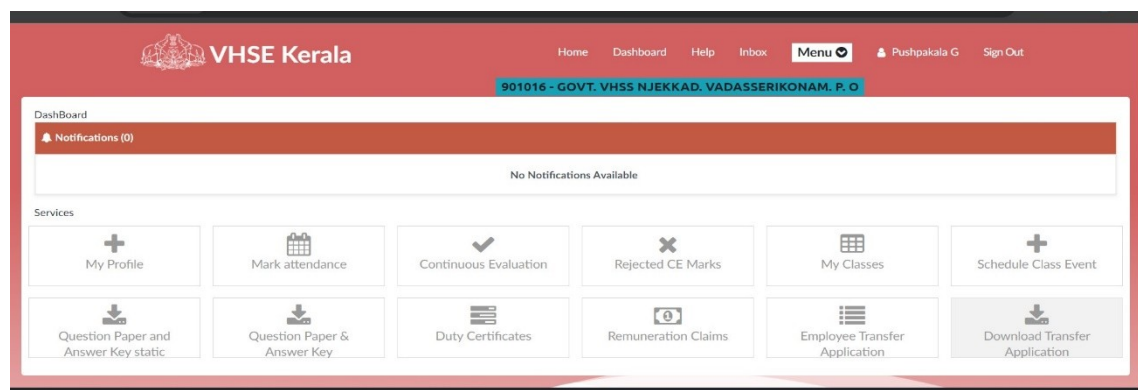 VHSE Kerala
Home Dashboard Help Inbox Menu Pushpakala G Sign Out
901016 - GOVT. VHSS NJEKKAD. VADASSERIKONAM. P. O
DashBoard
Notifications (0)
No Notifications Available
Services
My Profile
Mark attendance
Continuous Evaluation
Rejected CE Marks
My Classes
Schedule Class Event
Question Paper and
Answer Key static
Question Paper &
Answer Key
Duty Certificates
Remuneration Claims
Employee Transfer
Application
Download Transfer
Application